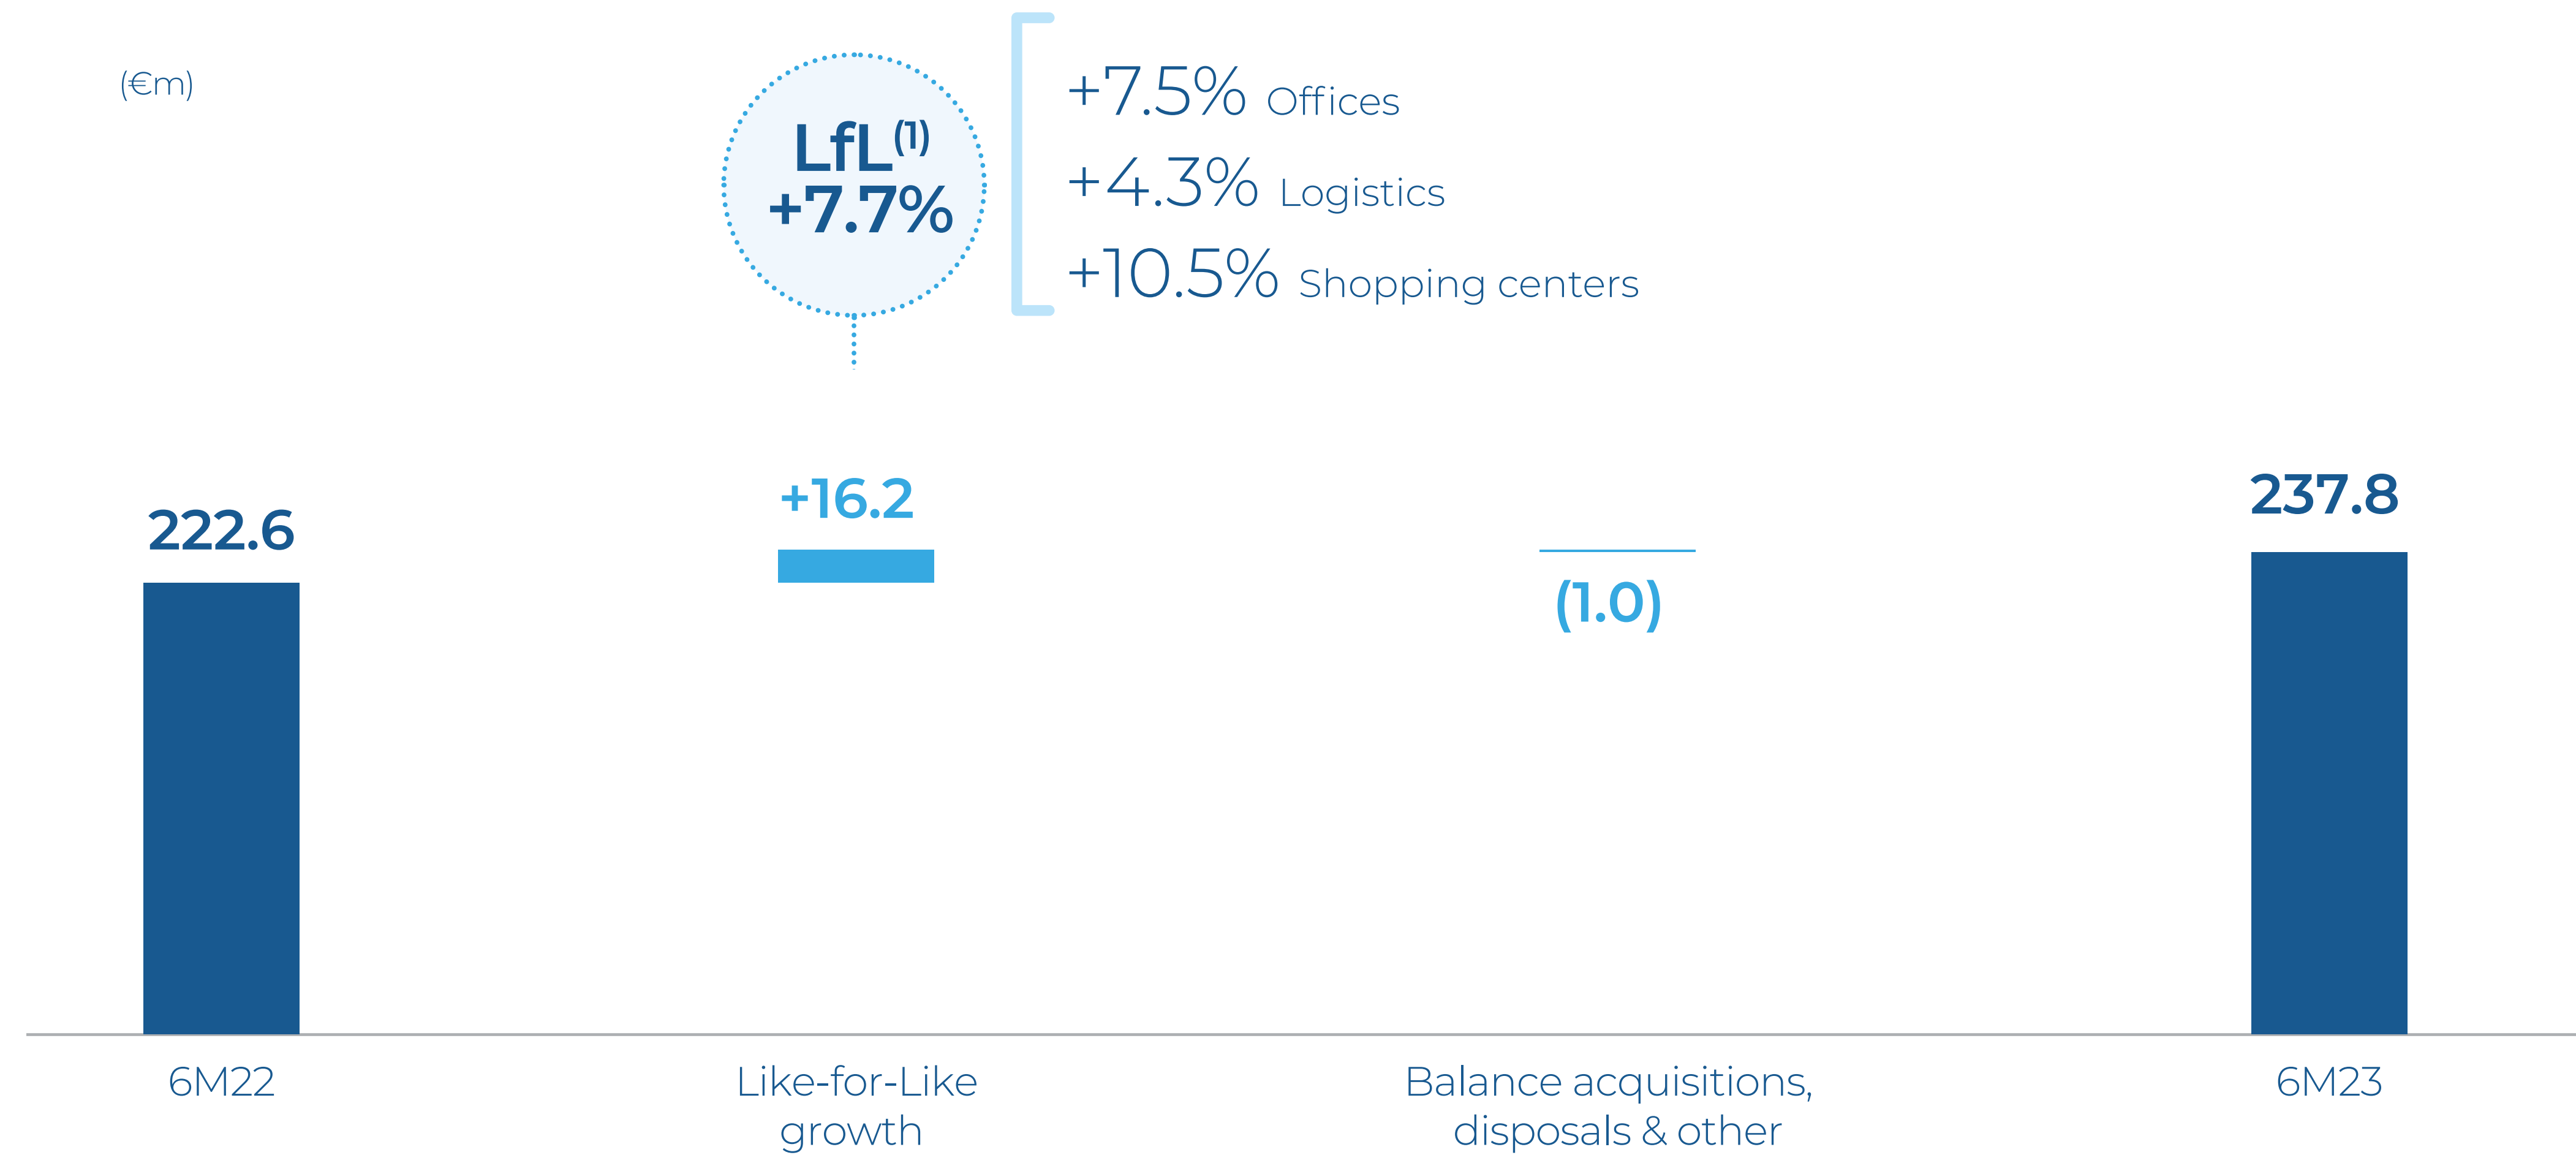 (€m)
LfL(1)
+7.7%
+7.5% Offices
+4.3% Logistics
+10.5% Shopping centers
222.6
+16.2
(1.0)
237.8
6M22
Like-for-Like
growth
Balance acquisitions,
disposals & other
6M23